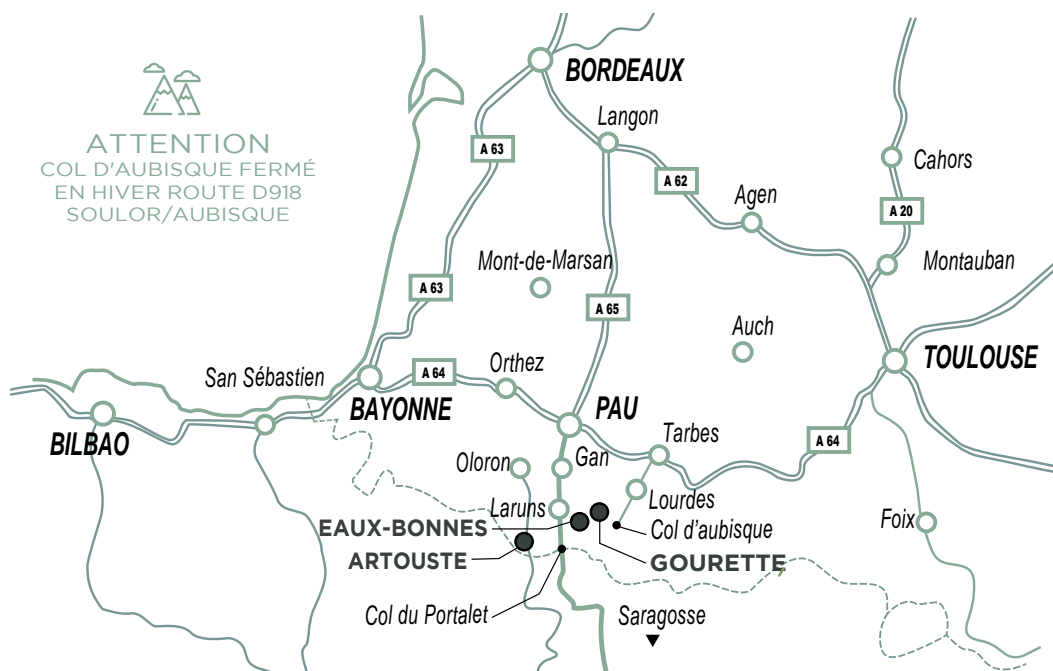 BORDEAUX
ATTENTION
COL D'AUBISQUE FERMÉ
EN HIVER ROUTE D918
SOULOR/AUBISQUE
Langon
A 63
Cahors
A 62
Agen
A 20
Mont-de-Marsan
Montauban
A 63
A 65
Auch
TOULOUSE
San Sébastien
A 64
Orthez
BAYONNE
PAU
BILBAO
Tarbes
A 64
Oloron
Gan
Lourdes
Laruns
Foix
EAUX-BONNES
Col d'aubisque
ARTOUSTE
GOURETTE
Col du Portalet
Saragosse